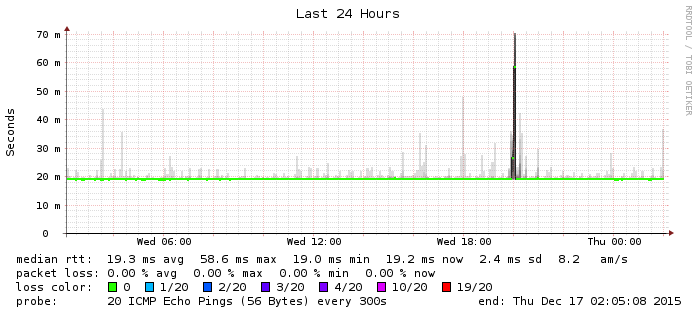 Last 24 Hours
RRDTOOL / TOBI OETIKER
Seconds
70 m
60 m
50 m
40 m
30 m
20 m
10 m
0
Wed 06:00 Wed 12:00 Wed 18:00 Thu 00:00
median rtt: 19.3 ms avg 58.6 ms max 19.0 ms min 19.2 ms now 2.4 ms sd 8.2 am/s
packet loss: 0.00 % avg 0.00 % max 0.00 % min 0.00 % now
loss color: 0 1/20 2/20 3/20 4/20 10/20 19/20
probe: 20 ICMP Echo Pings (56 Bytes) every 300s end: Thu Dec 17 02:05:08 2015